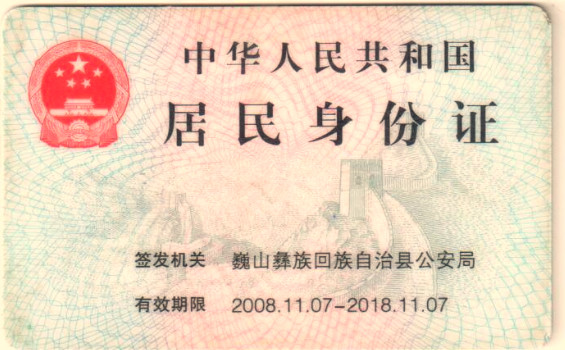 中华人民共和国
居民身份证
签发机关 巍山彝族回族自治县公安局
有效期限 2008.11.07-2018.11.07